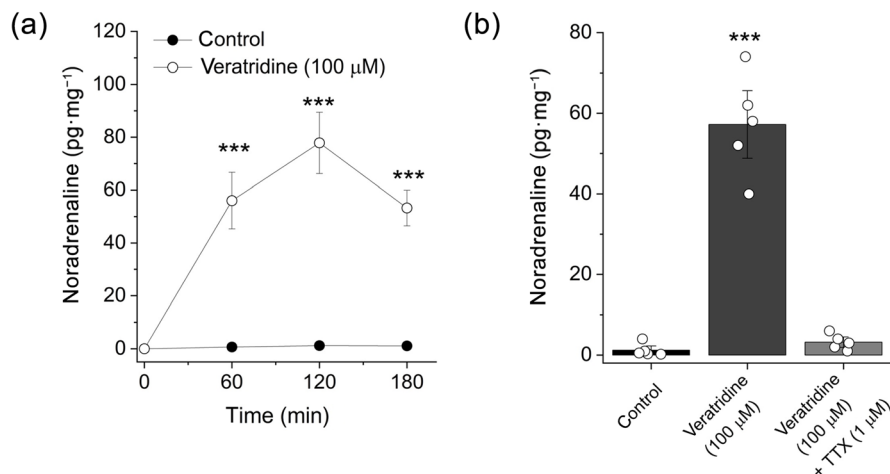 (a)
Noradrenaline (pg·mg⁻¹)
120
100
80
60
40
20
0
Control
Veratridine (100 μM)
***
***
***
0
60
120
180
Time (min)
(b)
Noradrenaline (pg·mg⁻¹)
80
60
40
20
0
***
Control
Veratridine
(100 μM)
Veratridine
(100 μM)
+ TTX (1 μM)